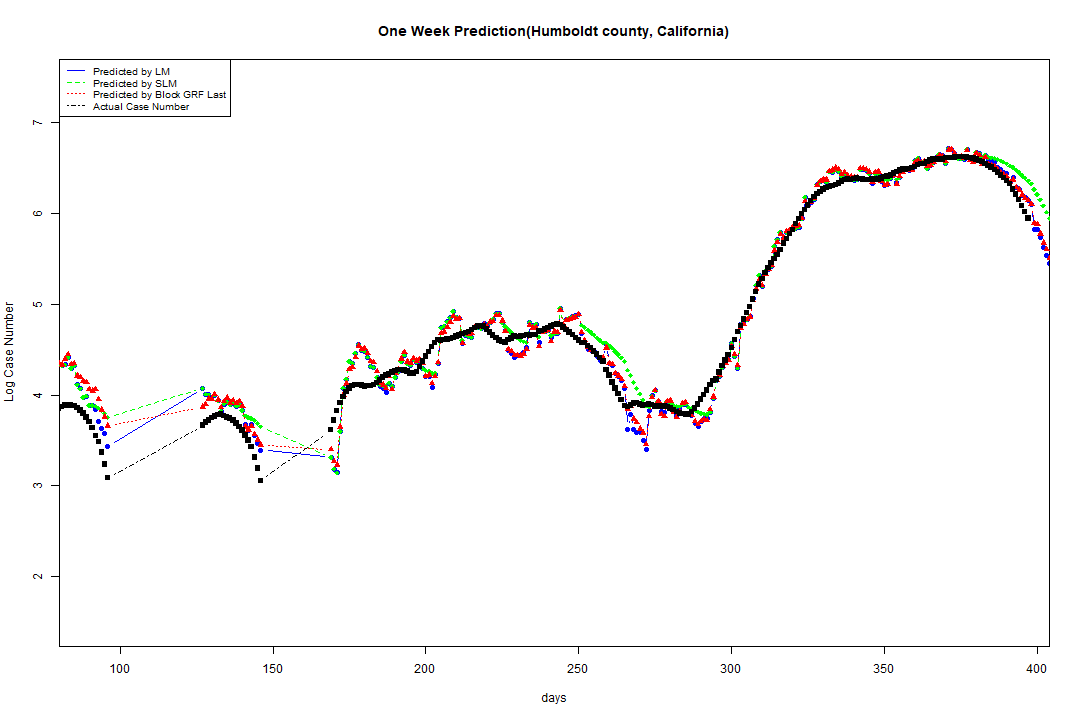 One Week Prediction(Humboldt county, California)
Predicted by LM
Predicted by SLM
Predicted by Block GRF Last
Actual Case Number
7
6
5
4
3
2
Log Case Number
100 150 200 250 300 350 400
days